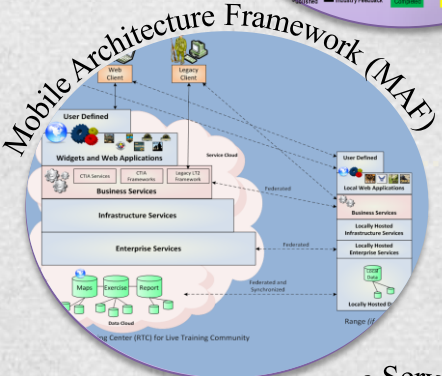 Industry Feedback
Mobile Architecture Framework (MAF)
Web
Client
Legacy
Client
User Defined
Widgets and Web Applications
Service Cloud
CTIA Services
CTIA
Frameworks
Legacy LT2
Framework
Business Services
Infrastructure Services
Enterprise Services
Maps
Exercise
Report
Data Cloud
Federated
Federated
Federated and
Synchronized
User Defined
Local Web Applications
Business Services
Locally Hosted
Infrastructure Services
Locally Hosted
Enterprise Services
Local
Data
Locally Hosted
Center (RTC) for Live Training Community
Range